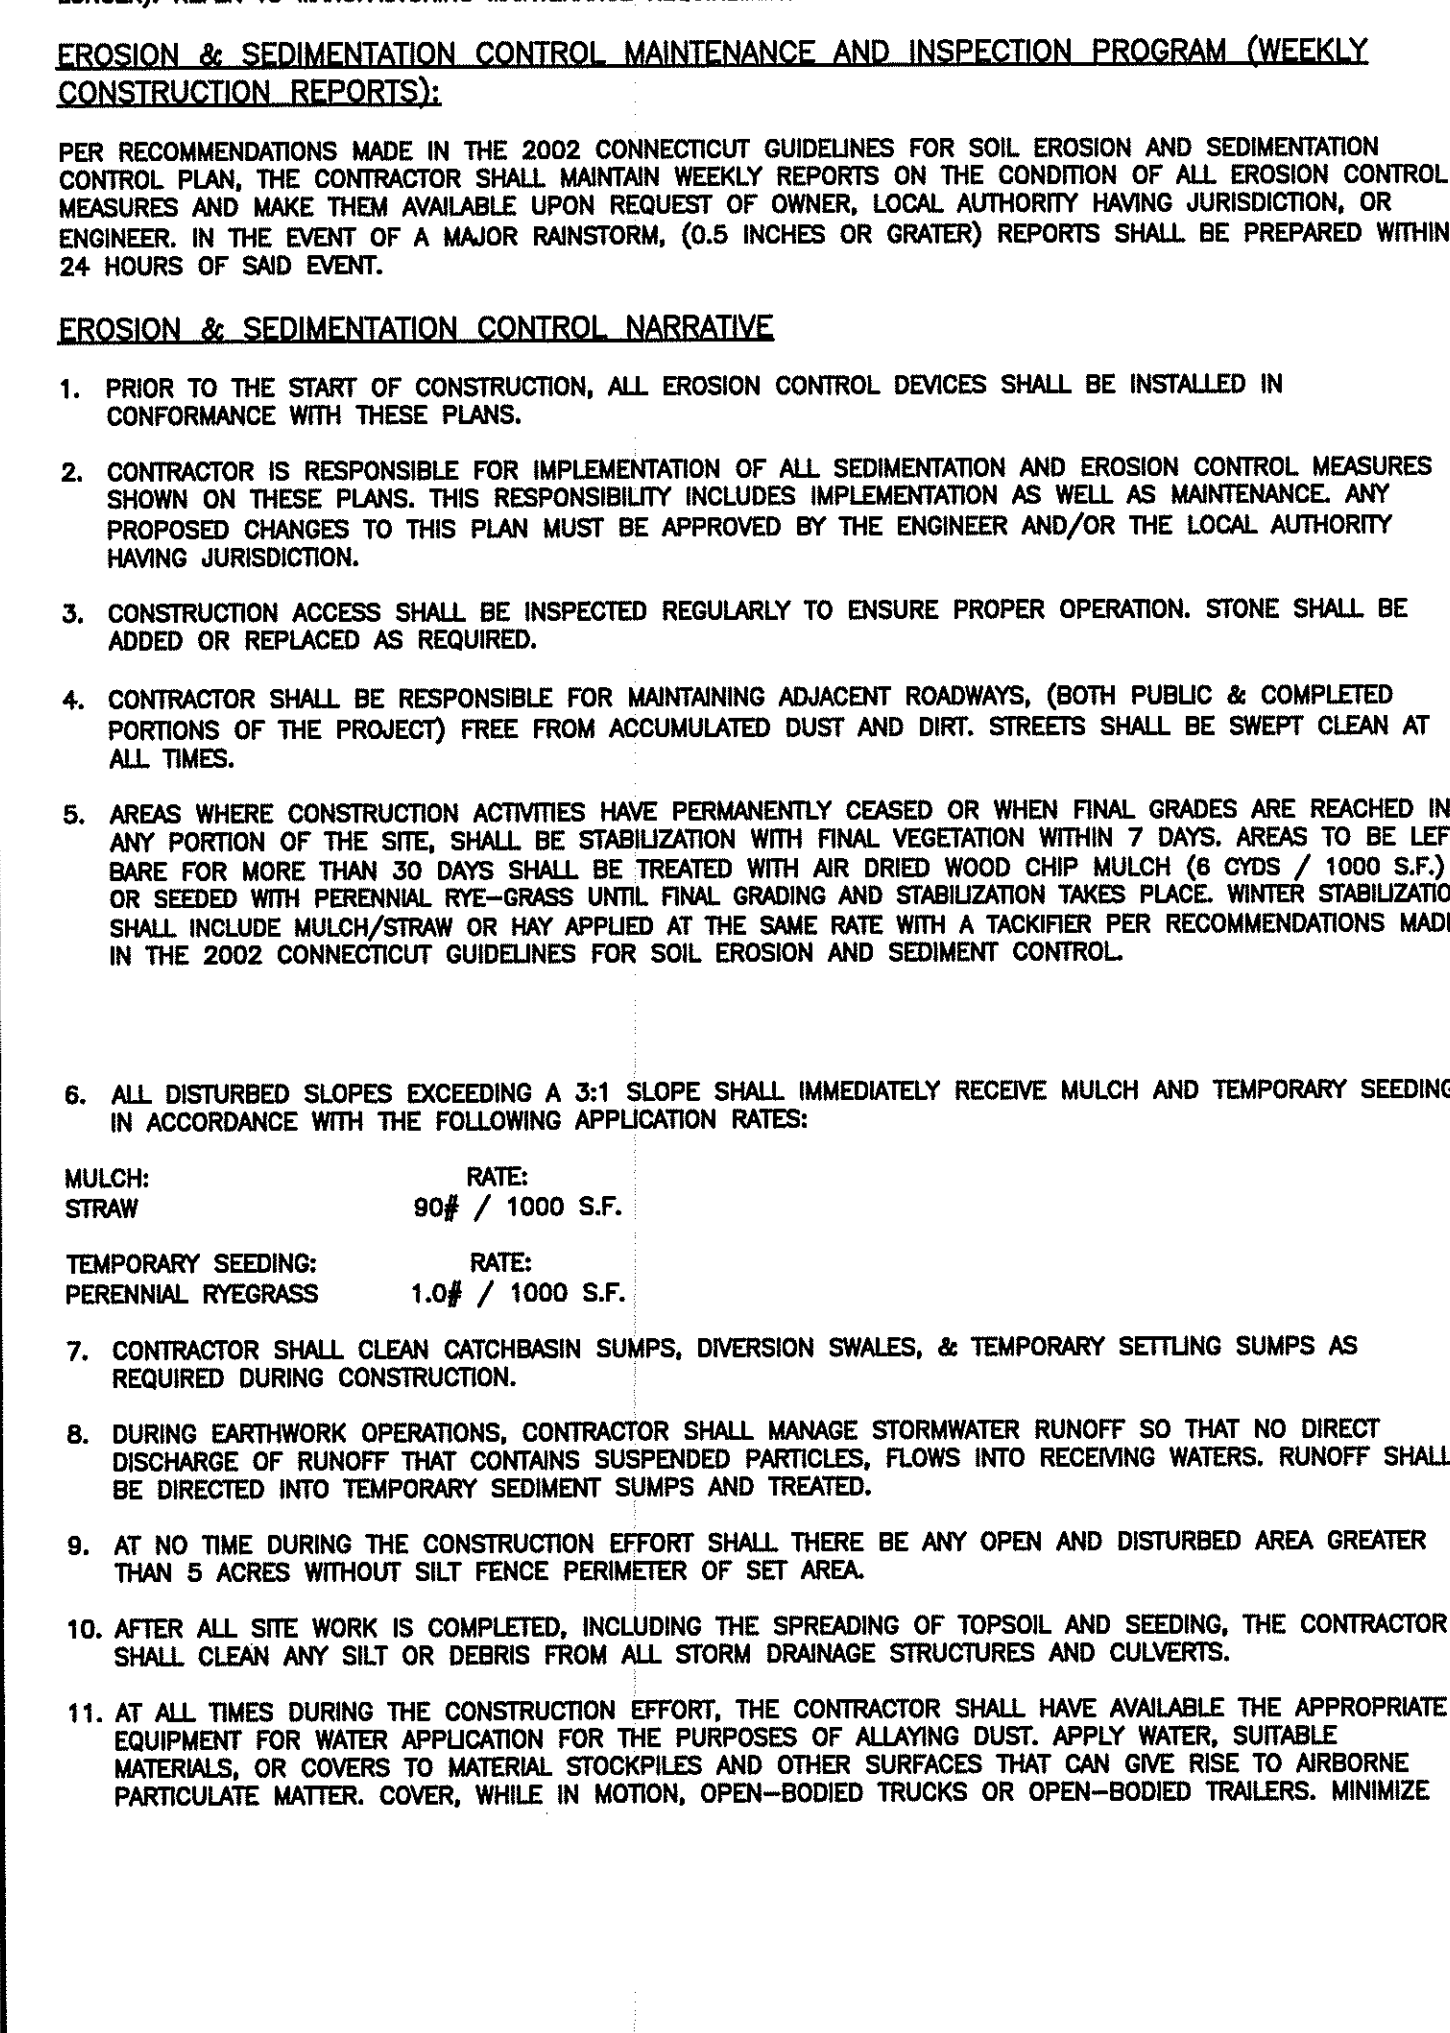 EROSION & SEDIMENTATION CONTROL MAINTENANCE AND INSPECTION PROGRAM (WEEKLY
CONSTRUCTION REPORTS):
PER RECOMMENDATIONS MADE IN THE 2002 CONNECTICUT GUIDELINES FOR SOIL EROSION AND SEDIMENTATION
CONTROL PLAN, THE CONTRACTOR SHALL MAINTAIN WEEKLY REPORTS ON THE CONDITION OF ALL EROSION CONTROL
MEASURES AND MAKE THEM AVAILABLE UPON REQUEST OF OWNER, LOCAL AUTHORITY HAVING JURISDICTION, OR
ENGINEER. IN THE EVENT OF A MAJOR RAINSTORM, (0.5 INCHES OR GRATER) REPORTS SHALL BE PREPARED WITHIN
24 HOURS OF SAID EVENT.
EROSION & SEDIMENTATION CONTROL NARRATIVE
1. PRIOR TO THE START OF CONSTRUCTION, ALL EROSION CONTROL DEVICES SHALL BE INSTALLED IN
CONFORMANCE WITH THESE PLANS.
2. CONTRACTOR IS RESPONSIBLE FOR IMPLEMENTATION OF ALL SEDIMENTATION AND EROSION CONTROL MEASURES
SHOWN ON THESE PLANS. THIS RESPONSIBILITY INCLUDES IMPLEMENTATION AS WELL AS MAINTENANCE. ANY
PROPOSED CHANGES TO THIS PLAN MUST BE APPROVED BY THE ENGINEER AND/OR THE LOCAL AUTHORITY
HAVING JURISDICTION.
3. CONSTRUCTION ACCESS SHALL BE INSPECTED REGULARLY TO ENSURE PROPER OPERATION. STONE SHALL BE
ADDED OR REPLACED AS REQUIRED.
4. CONTRACTOR SHALL BE RESPONSIBLE FOR MAINTAINING ADJACENT ROADWAYS, (BOTH PUBLIC & COMPLETED
PORTIONS OF THE PROJECT) FREE FROM ACCUMULATED DUST AND DIRT. STREETS SHALL BE SWEPT CLEAN AT
ALL TIMES.
5. AREAS WHERE CONSTRUCTION ACTIVITIES HAVE PERMANENTLY CEASED OR WHEN FINAL GRADES ARE REACHED IN
ANY PORTION OF THE SITE, SHALL BE STABILIZATION WITH FINAL VEGETATION WITHIN 7 DAYS. AREAS TO BE LEF
BARE FOR MORE THAN 30 DAYS SHALL BE TREATED WITH AIR DRIED WOOD CHIP MULCH (6 CYDS / 1000 S.F.)
OR SEEDED WITH PERENNIAL RYE-GRASS UNTIL FINAL GRADING AND STABILIZATION TAKES PLACE. WINTER STABILIZATIO
SHALL INCLUDE MULCH/STRAW OR HAY APPLIED AT THE SAME RATE WITH A TACKIFIER PER RECOMMENDATIONS MADE
IN THE 2002 CONNECTICUT GUIDELINES FOR SOIL EROSION AND SEDIMENT CONTROL.
6. ALL DISTURBED SLOPES EXCEEDING A 3:1 SLOPE SHALL IMMEDIATELY RECEIVE MULCH AND TEMPORARY SEEDING
IN ACCORDANCE WITH THE FOLLOWING APPLICATION RATES:
MULCH: RATE:
STRAW 90# / 1000 S.F.
TEMPORARY SEEDING: RATE:
PERENNIAL RYEGRASS 1.0# / 1000 S.F.
7. CONTRACTOR SHALL CLEAN CATCHBASIN SUMPS, DIVERSION SWALES, & TEMPORARY SETTLING SUMPS AS
REQUIRED DURING CONSTRUCTION.
8. DURING EARTHWORK OPERATIONS, CONTRACTOR SHALL MANAGE STORMWATER RUNOFF SO THAT NO DIRECT
DISCHARGE OF RUNOFF THAT CONTAINS SUSPENDED PARTICLES, FLOWS INTO RECEIVING WATERS. RUNOFF SHALL
BE DIRECTED INTO TEMPORARY SEDIMENT SUMPS AND TREATED.
9. AT NO TIME DURING THE CONSTRUCTION EFFORT SHALL THERE BE ANY OPEN AND DISTURBED AREA GREATER
THAN 5 ACRES WITHOUT SILT FENCE PERIMETER OF SET AREA.
10. AFTER ALL SITE WORK IS COMPLETED, INCLUDING THE SPREADING OF TOPSOIL AND SEEDING, THE CONTRACTOR
SHALL CLEAN ANY SILT OR DEBRIS FROM ALL STORM DRAINAGE STRUCTURES AND CULVERTS.
11. AT ALL TIMES DURING THE CONSTRUCTION EFFORT, THE CONTRACTOR SHALL HAVE AVAILABLE THE APPROPRIATE
EQUIPMENT FOR WATER APPLICATION FOR THE PURPOSES OF ALLAYING DUST. APPLY WATER, SUITABLE
MATERIALS, OR COVERS TO MATERIAL STOCKPILES AND OTHER SURFACES THAT CAN GIVE RISE TO AIRBORNE
PARTICULATE MATTER. COVER, WHILE IN MOTION, OPEN-BODIED TRUCKS OR OPEN-BODIED TRAILERS. MINIMIZE